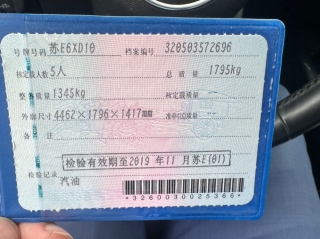 号牌号码 苏E6XD10 档案编号 320503572696
核定载人数 5人 总质量 1795kg
整备质量 1345kg 核定载质量 --
外廓尺寸 4462×1796×1417mm 准牵引总质量 --
备注
检验有效期至2019年11月苏E(01)
检验记录
汽油
*3260030025366*